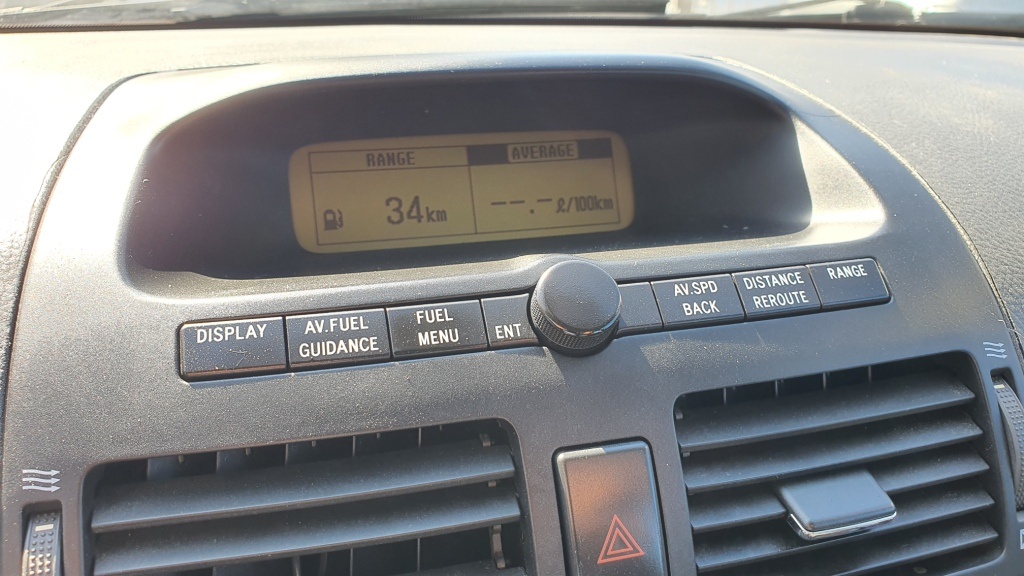 RANGE AVERAGE
34km --.- ℓ/100km
DISPLAY AV.FUEL GUIDANCE FUEL MENU ENT AV.SPD BACK DISTANCE REROUTE RANGE